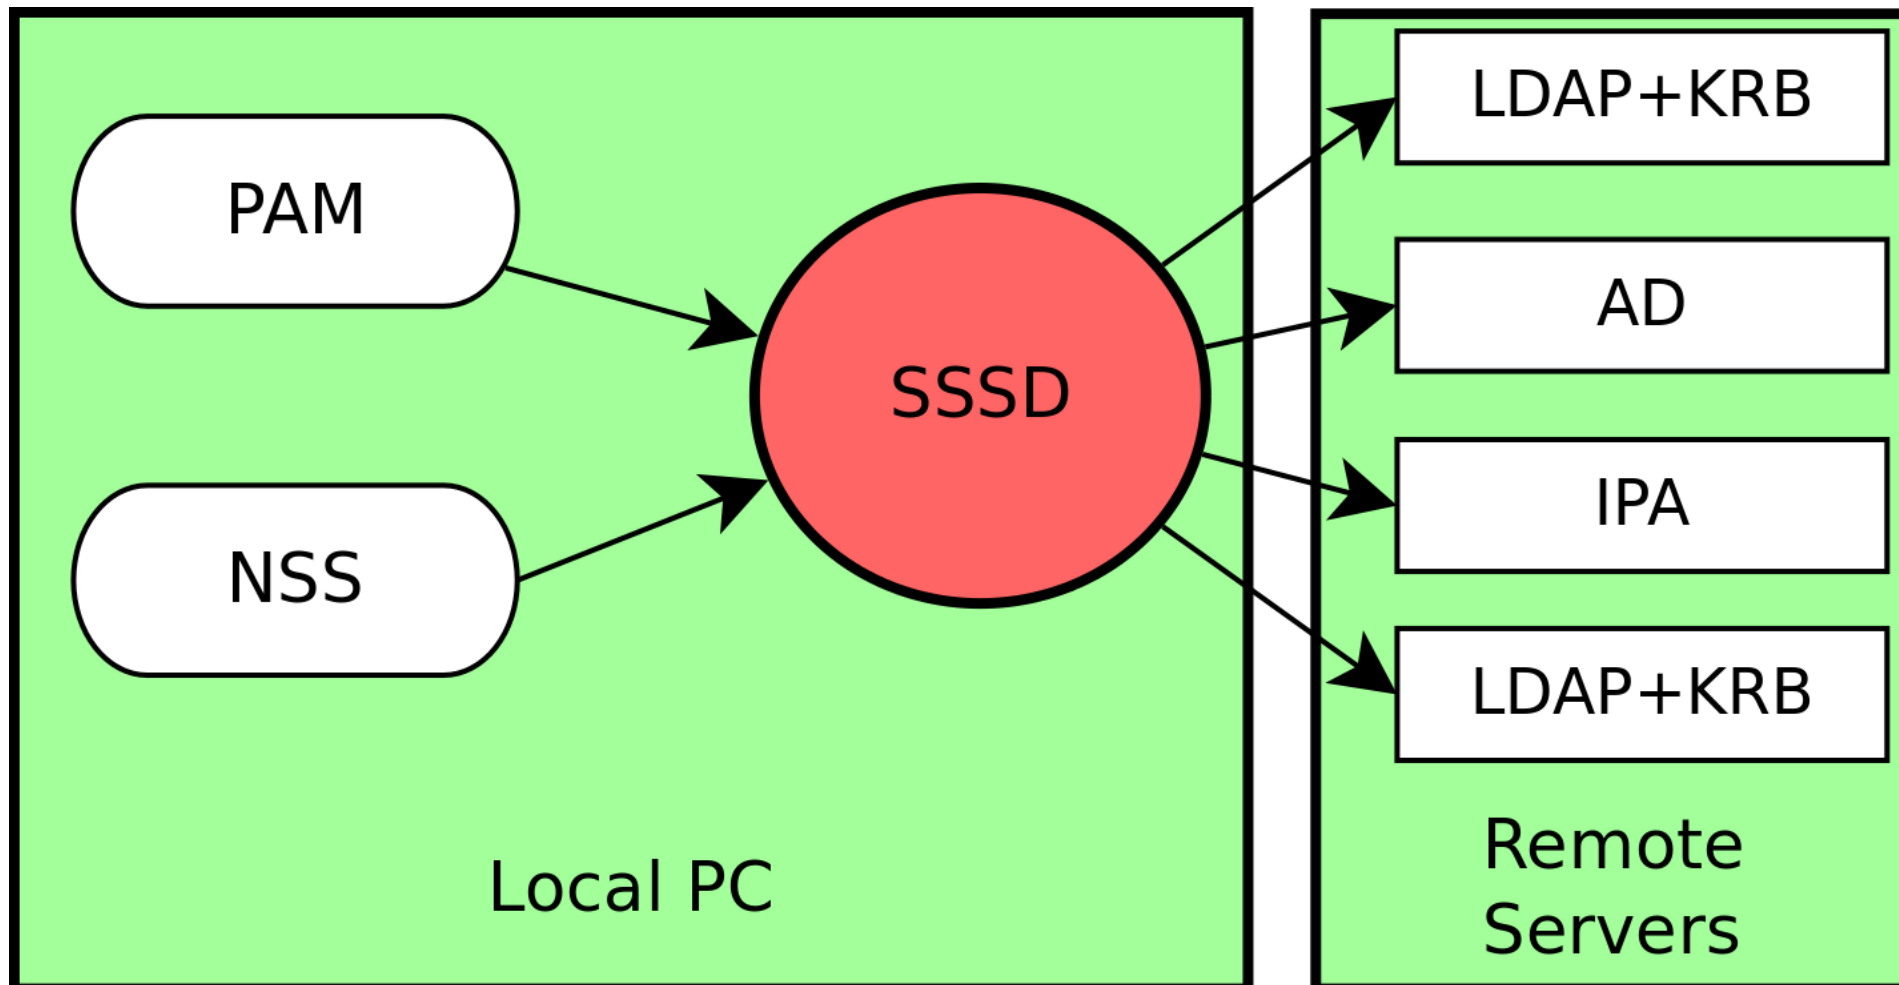 PAM
NSS
SSSD
Local PC
LDAP+KRB
AD
IPA
LDAP+KRB
Remote
Servers